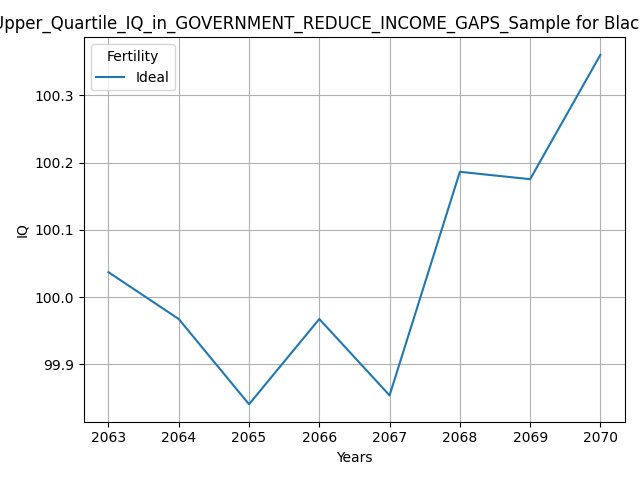 Upper_Quartile_IQ_in_GOVERNMENT_REDUCE_INCOME_GAPS_Sample for Blac
Fertility
Ideal
100.3
100.2
100.1
100.0
99.9
IQ
2063 2064 2065 2066 2067 2068 2069 2070
Years